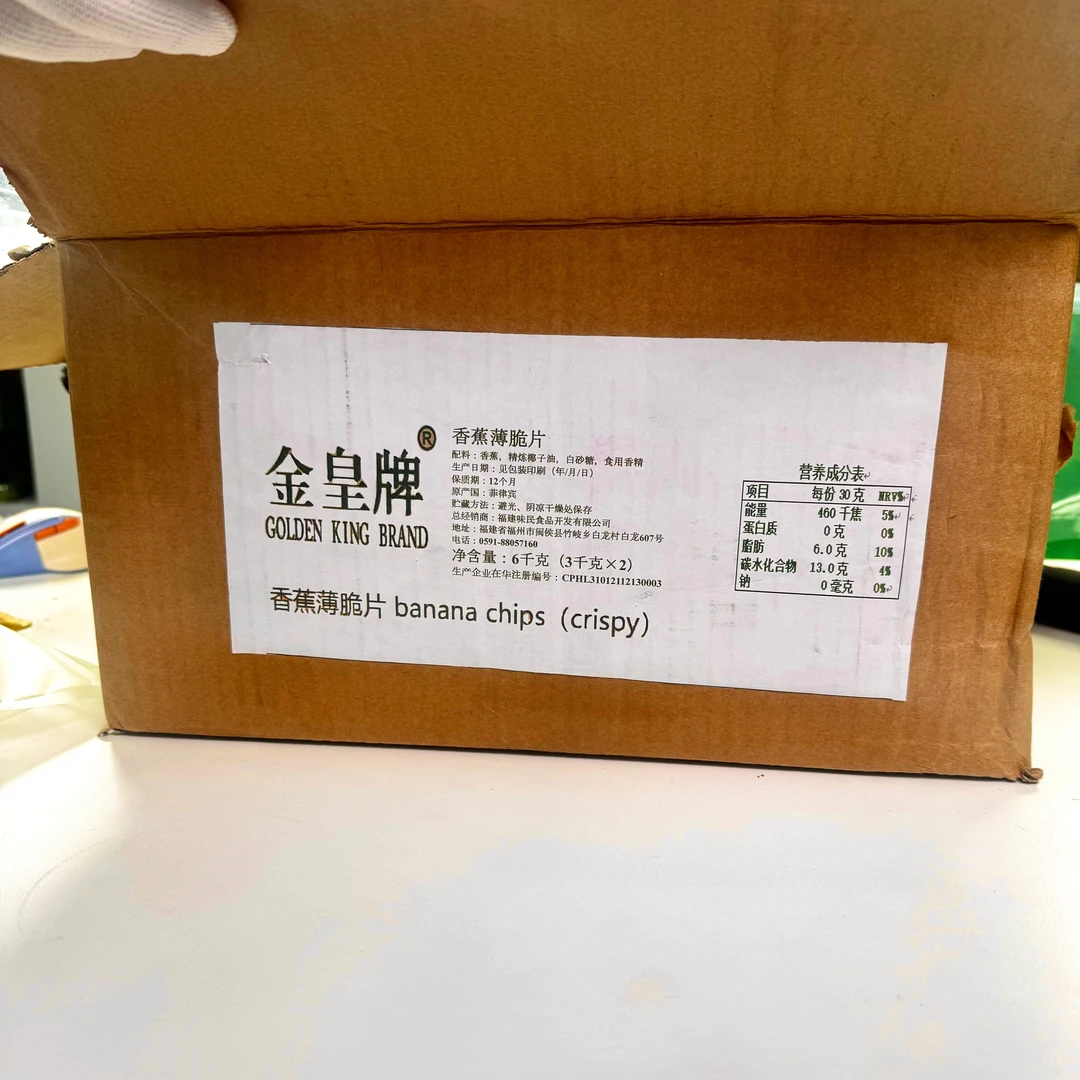 金皇牌®
GOLDEN KING BRAND
香蕉薄脆片
配料：香蕉，精炼椰子油，白砂糖，食用香精
生产日期：见包装印刷（年/月/日）
保质期：12个月
原产国：菲律宾
贮藏方法：避光、阴凉干燥处保存
总经销商：福建味民食品开发有限公司
地址：福建省福州市闽侯县竹岐乡白龙村白龙607号
电话：0591-88057160
净含量：6千克（3千克×2）
生产企业在华注册编号：CPHL31012112130003
香蕉薄脆片 banana chips（crispy）
营养成分表
项目 每份 30 克 NRV%
能量 460 千焦 5%
蛋白质 0 克 0%
脂肪 6.0 克 10%
碳水化合物 13.0 克 4%
钠 0 毫克 0%